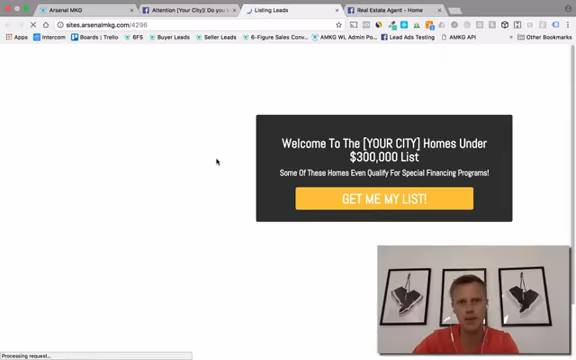 Arsenal MKG
Attention [Your City]! Do you
Listing Leads
Real Estate Agent - Home
sites.arsenalmkg.com/4296
Apps
Intercom
Boards | Trello
6FS
Buyer Leads
Seller Leads
6-Figure Sales Conv...
AMKG WL Admin Po...
Lead Ads Testing
AMKG API
Other Bookmarks
Welcome To The [YOUR CITY] Homes Under
$300,000 List
Some Of These Homes Even Qualify For Special Financing Programs!
GET ME MY LIST!
Processing request...